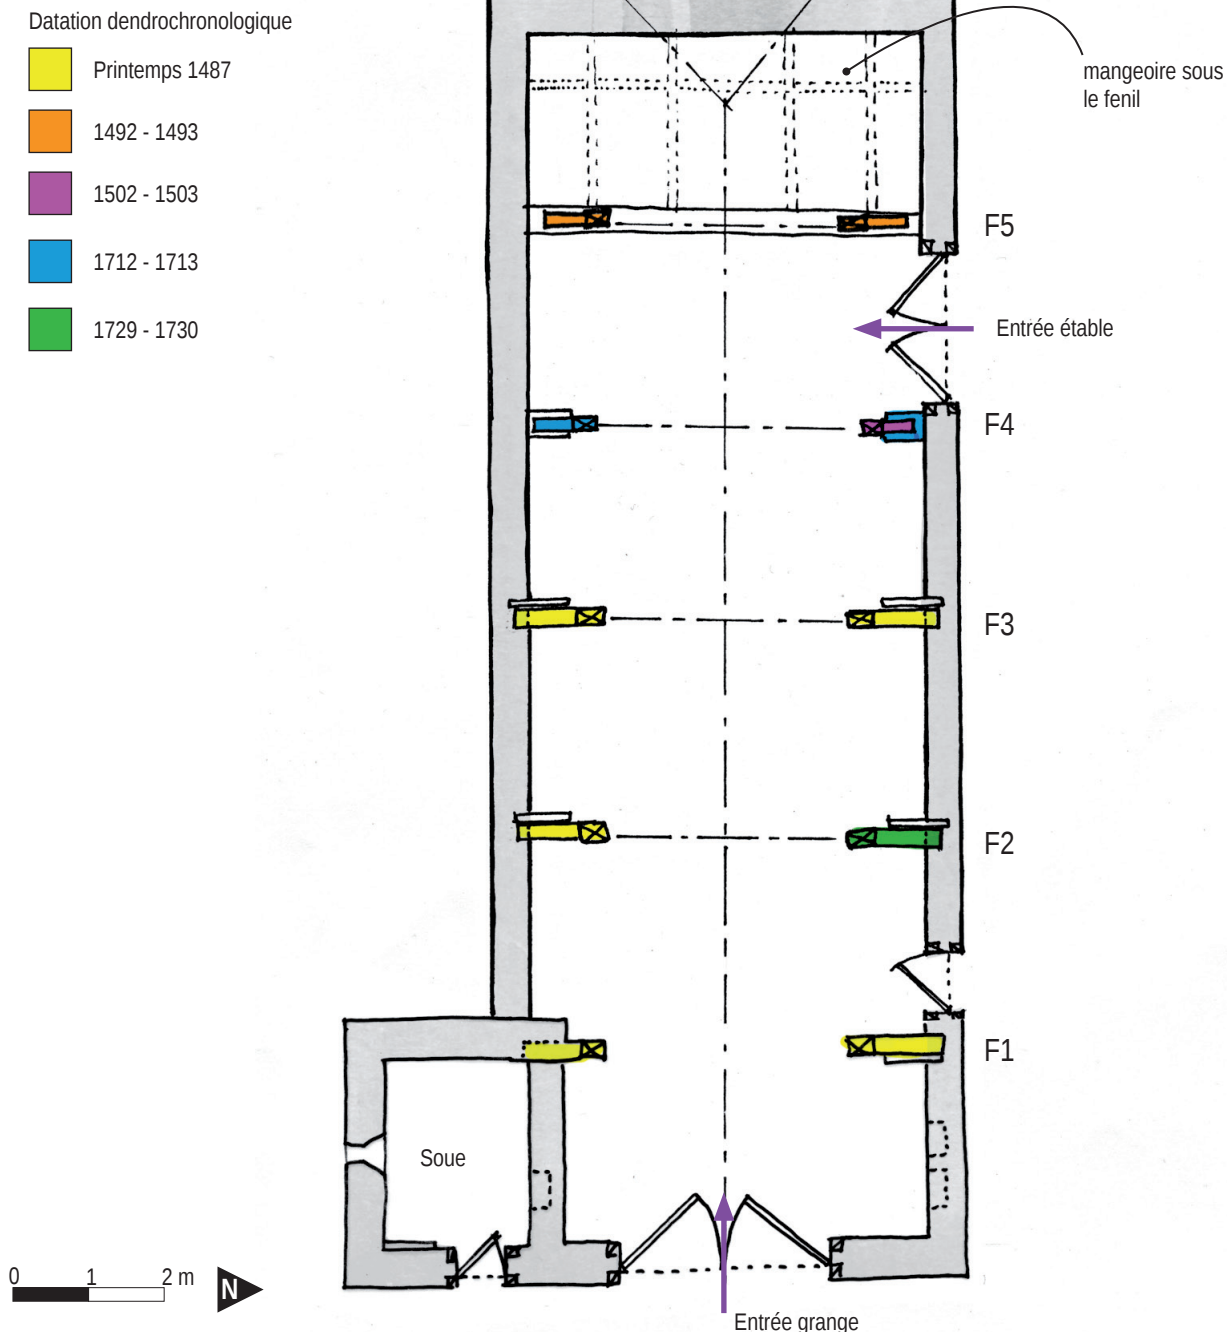 Datation dendrochronologique
Printemps 1487
1492 - 1493
1502 - 1503
1712 - 1713
1729 - 1730
mangeoire sous
le fenil
F5
Entrée étable
F4
F3
F2
F1
Soue
0 1 2 m
N
Entrée grange